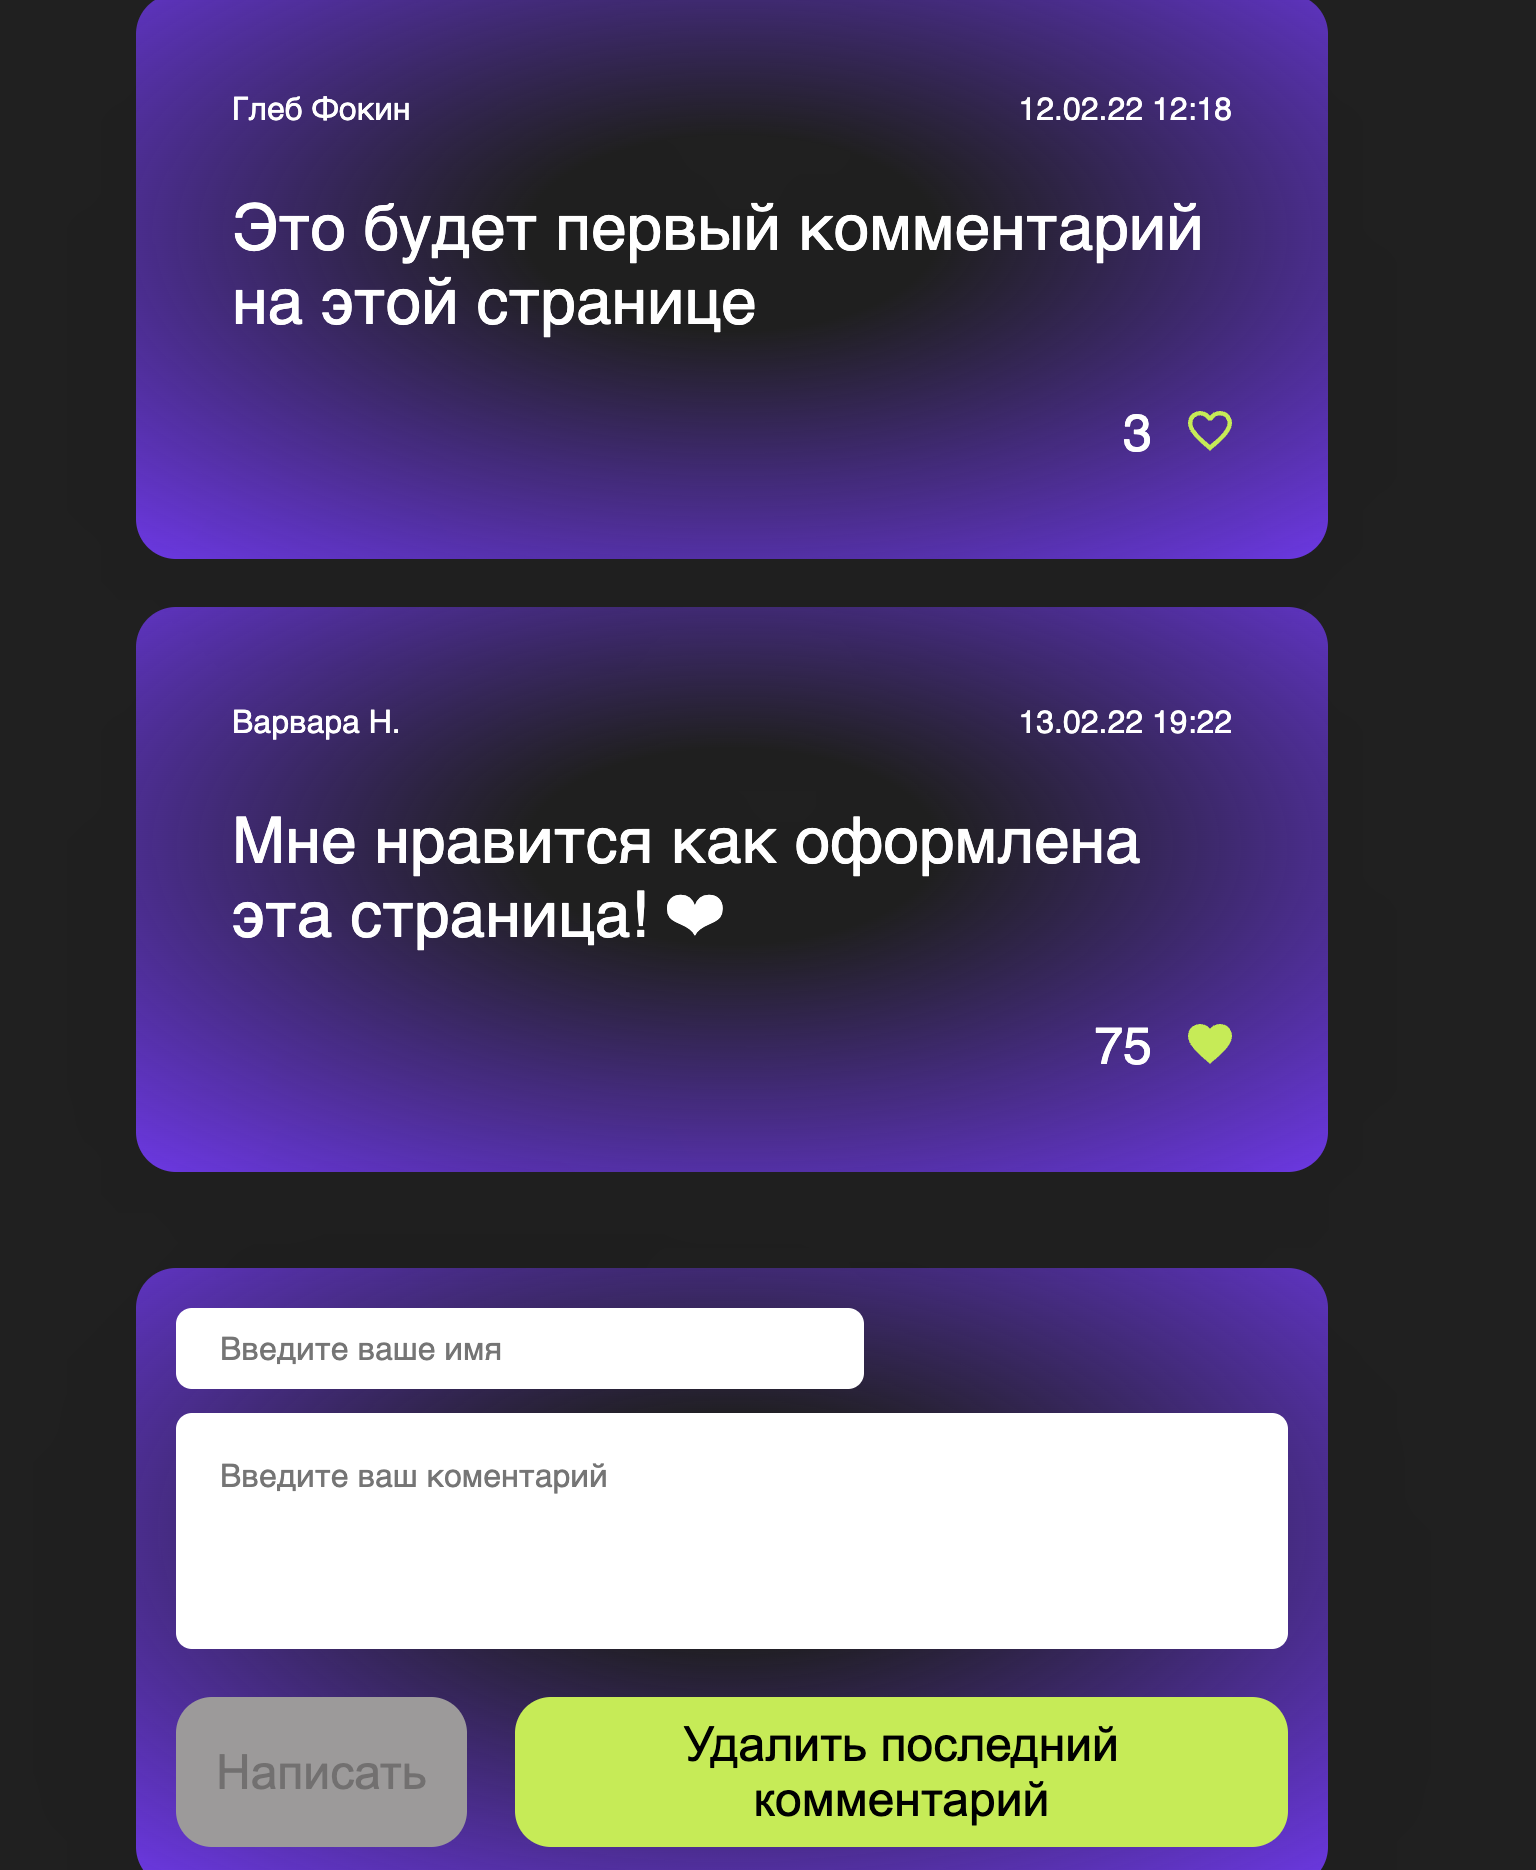 Глеб Фокин
12.02.22 12:18
Это будет первый комментарий
на этой странице
3
Варвара Н.
13.02.22 19:22
Мне нравится как оформлена
эта страница! ❤
75
Введите ваше имя
Введите ваш коментарий
Написать
Удалить последний
комментарий